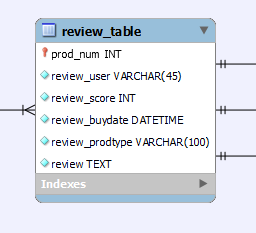 review_table
prod_num INT
review_user VARCHAR(45)
review_score INT
review_buydate DATETIME
review_prodtype VARCHAR(100)
review TEXT
Indexes